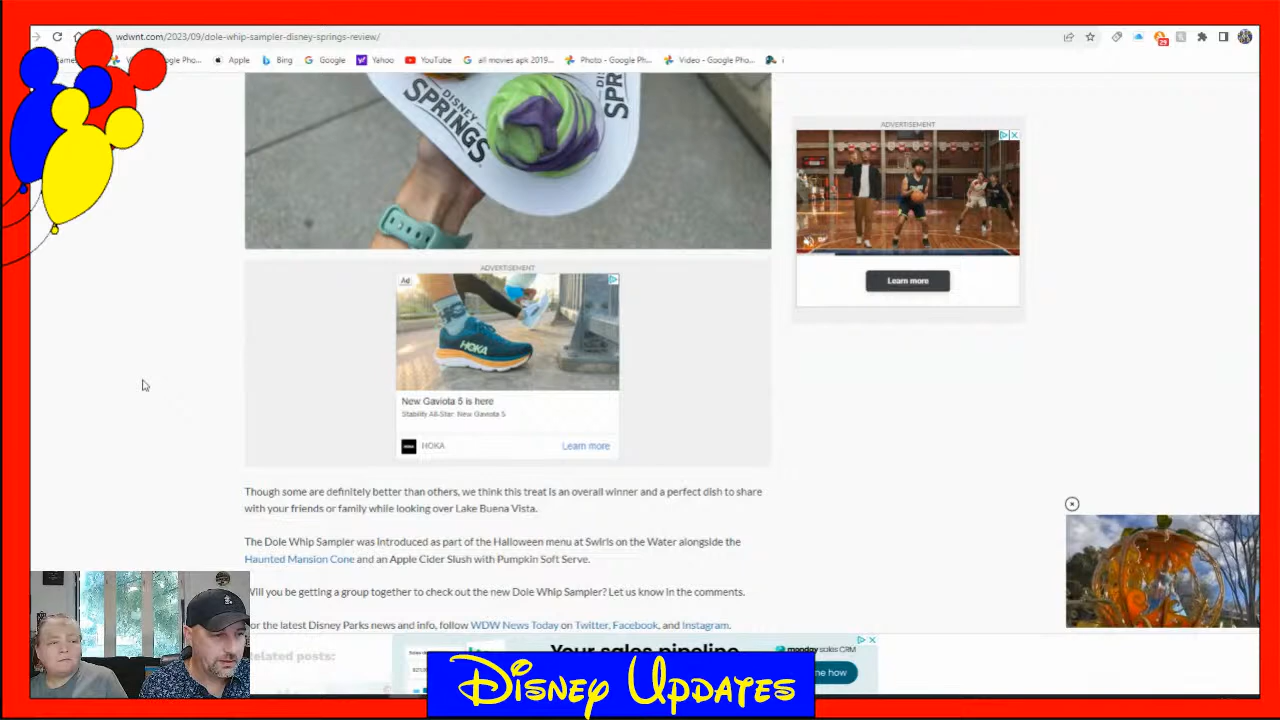 wdwnt.com/2023/09/dole-whip-sampler-disney-springs-review/
Apple Bing Google Yahoo YouTube all movies apk 2019... Photo - Google Ph... Video - Google Pho...
DISNEY
SPRINGS
ADVERTISEMENT
Learn more
ADVERTISEMENT
Ad
HOKA
New Gaviota 5 is here
Stability All-Star: New Gaviota 5
HOKA Learn more
Though some are definitely better than others, we think this treat is an overall winner and a perfect dish to share
with your friends or family while looking over Lake Buena Vista.
The Dole Whip Sampler was introduced as part of the Halloween menu at Swirls on the Water alongside the
Haunted Mansion Cone and an Apple Cider Slush with Pumpkin Soft Serve.
Will you be getting a group together to check out the new Dole Whip Sampler? Let us know in the comments.
or the latest Disney Parks news and info, follow WDW News Today on Twitter, Facebook, and Instagram.
elated posts:
Your sales pipeline
monday sales CRM
me how
Disney Updates